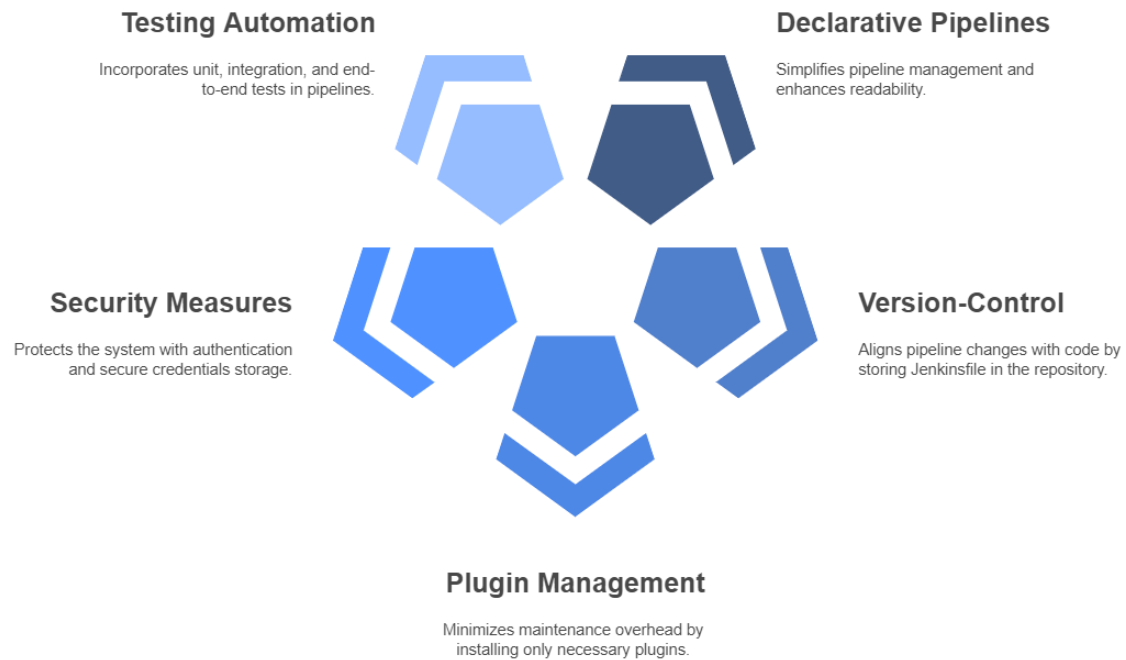 Testing Automation
Incorporates unit, integration, and end-
to-end tests in pipelines.
Declarative Pipelines
Simplifies pipeline management and
enhances readability.
Security Measures
Protects the system with authentication
and secure credentials storage.
Version-Control
Aligns pipeline changes with code by
storing Jenkinsfile in the repository.
Plugin Management
Minimizes maintenance overhead by
installing only necessary plugins.